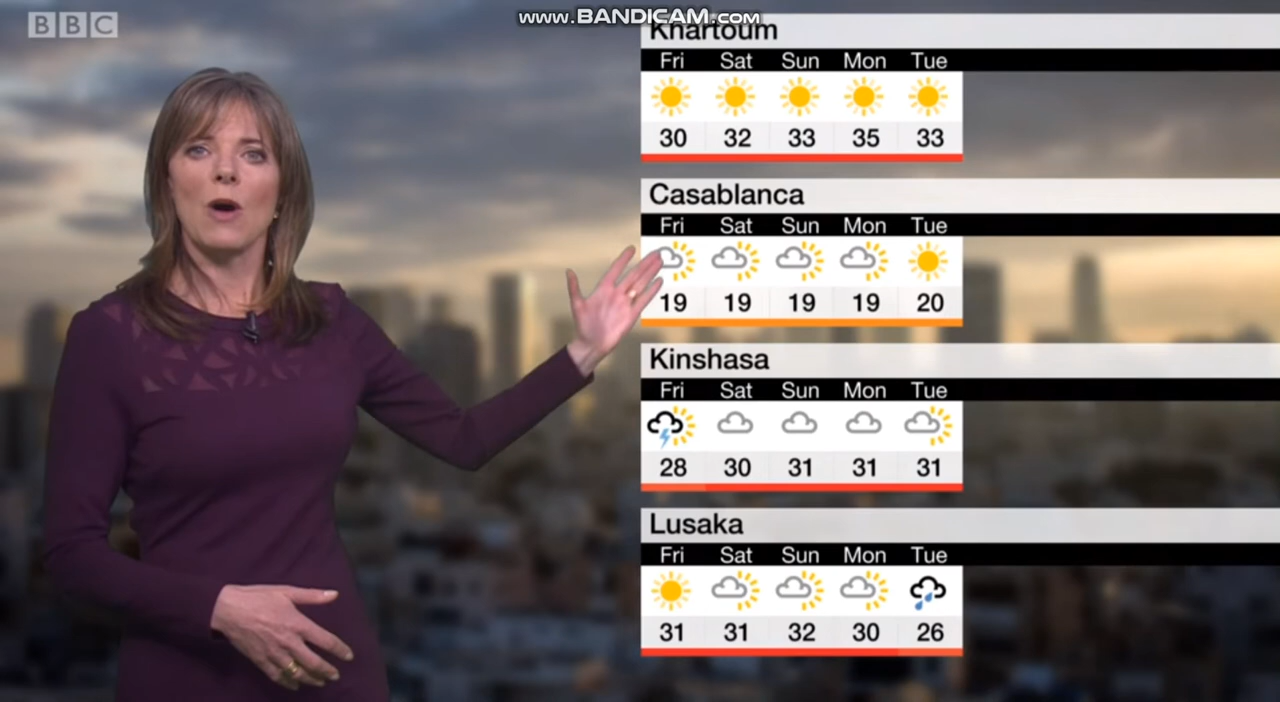 BBC
www.BANDICAM.com
Khartoum
Fri Sat Sun Mon Tue
30 32 33 35 33
Casablanca
Fri Sat Sun Mon Tue
19 19 19 19 20
Kinshasa
Fri Sat Sun Mon Tue
28 30 31 31 31
Lusaka
Fri Sat Sun Mon Tue
31 31 32 30 26